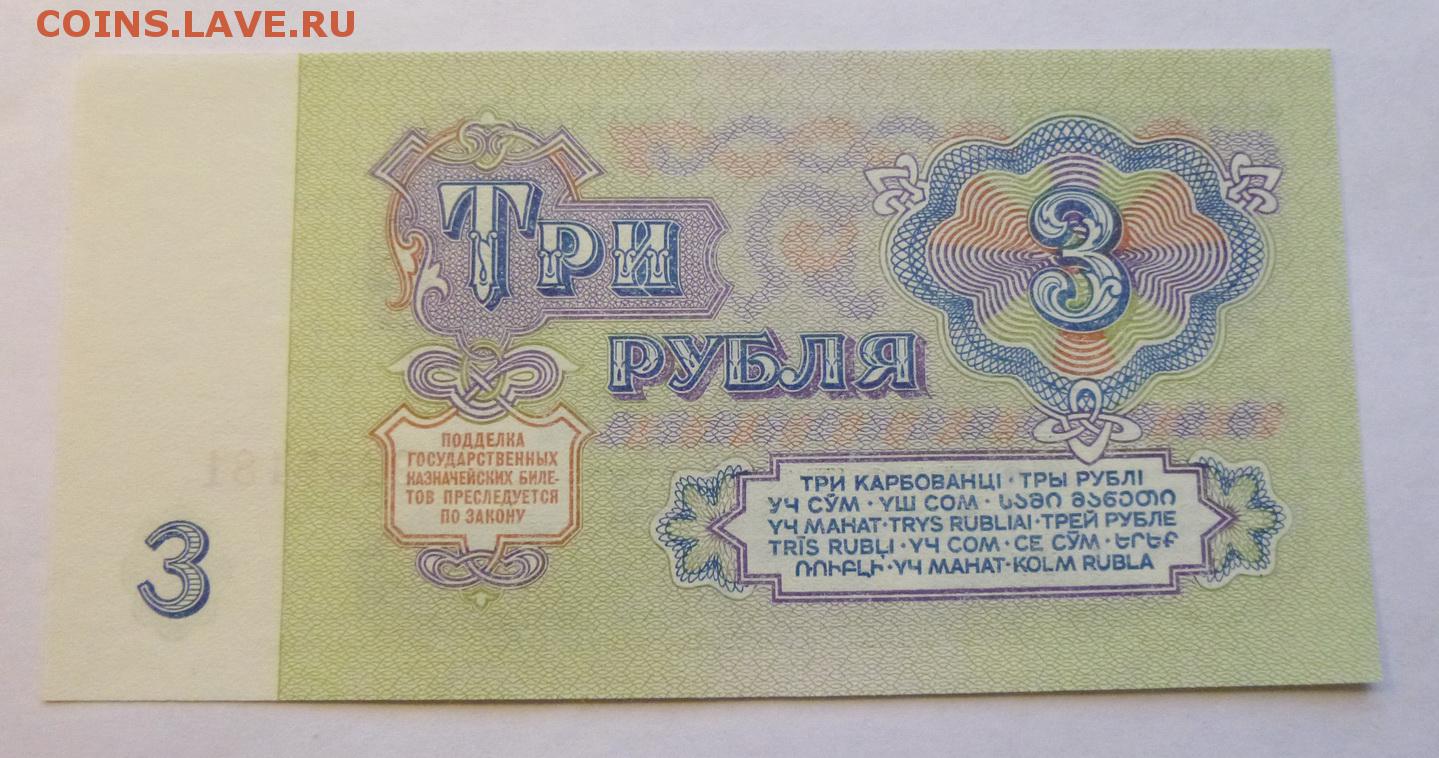 COINS.LAVE.RU
ТРИ
РУБЛЯ
3
ПОДДЕЛКА
ГОСУДАРСТВЕННЫХ
КАЗНАЧЕЙСКИХ БИЛЕ-
ТОВ ПРЕСЛЕДУЕТСЯ
ПО ЗАКОНУ
3
ТРИ КАРБОВАНЦІ · ТРЫ РУБЛІ
УЧ СЎМ · ҮШ СОМ · ᲡᲐᲛᲘ ᲛᲐᲜᲔᲗᲘ
УЧ МАНАТ · TRYS RUBLIAI · ТРЕЙ РУБЛЕ
TRĪS RUBĻI · ҮЧ СОМ · СЕ СӮМ · ԵՐԵՔ
ՌՈՒԲԼԻ · ҮЧ МАНАТ · KOLM RUBLA